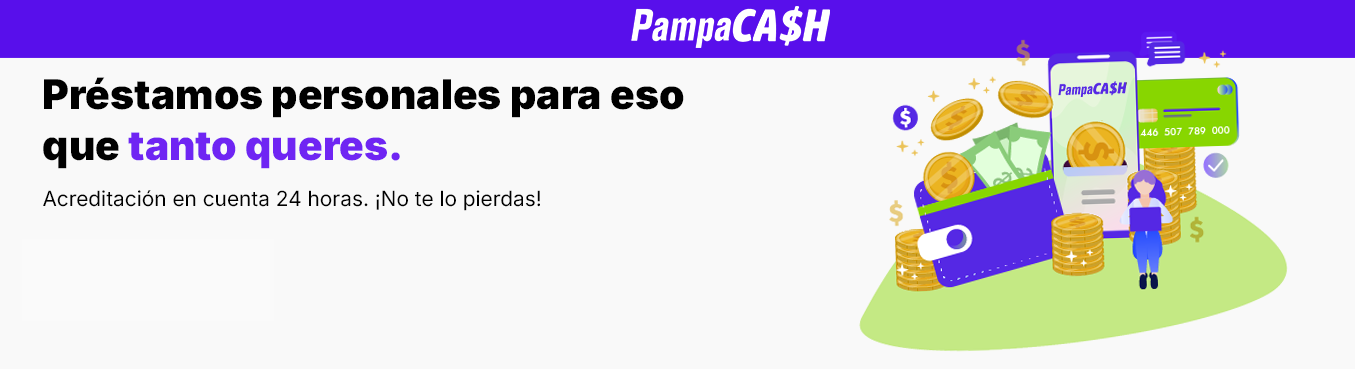 PampaCA$H
Préstamos personales para eso
que tanto queres.
Acreditación en cuenta 24 horas. ¡No te lo pierdas!
PampaCA$H
446 507 789 000